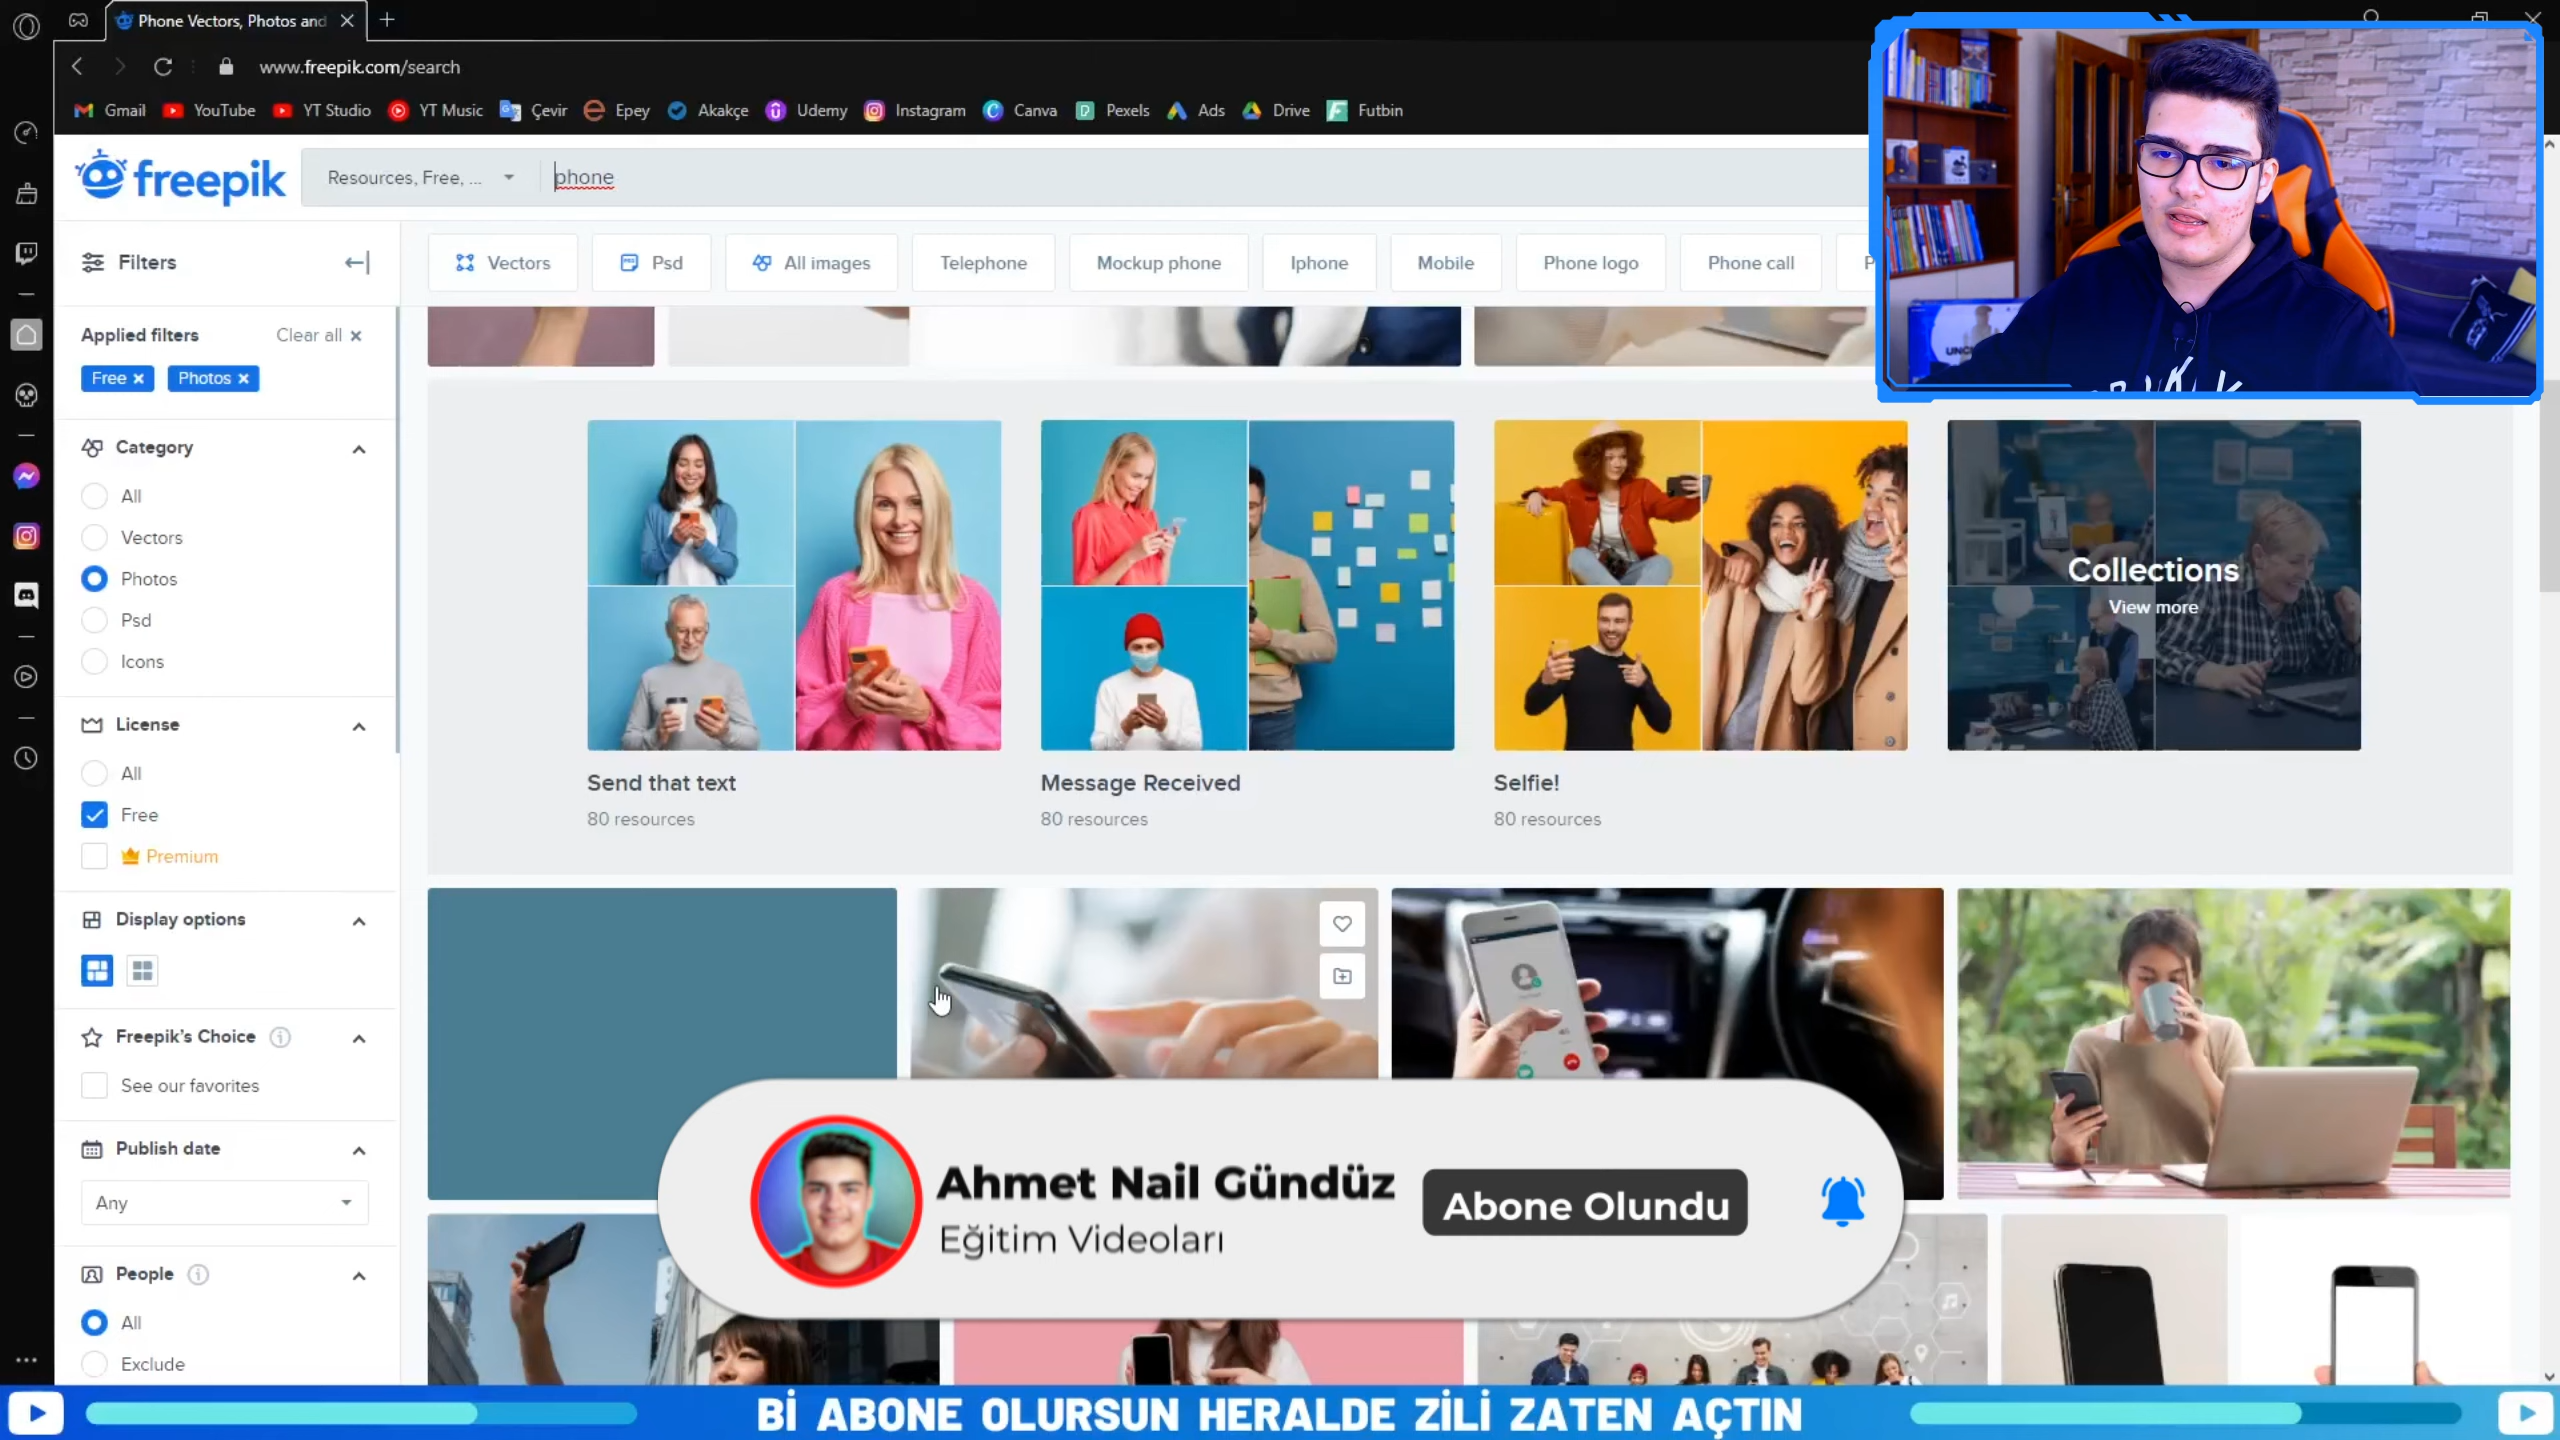 Phone Vectors, Photos and
www.freepik.com/search
Gmail YouTube YT Studio YT Music Çevir Epey Akakçe Udemy Instagram Canva Pexels Ads Drive Futbin
freepik Resources, Free, ... phone
Filters
Vectors Psd All images Telephone Mockup phone Iphone Mobile Phone logo Phone call
Applied filters Clear all
Free Photos
Category
All
Vectors
Photos
Psd
Icons
License
All
Free
Premium
Display options
Freepik's Choice
See our favorites
Publish date
Any
People
All
Exclude
Collections
View more
Send that text
80 resources
Message Received
80 resources
Selfie!
80 resources
Ahmet Nail Gündüz
Eğitim Videoları
Abone Olundu
Bİ ABONE OLURSUN HERALDE ZİLİ ZATEN AÇTIN